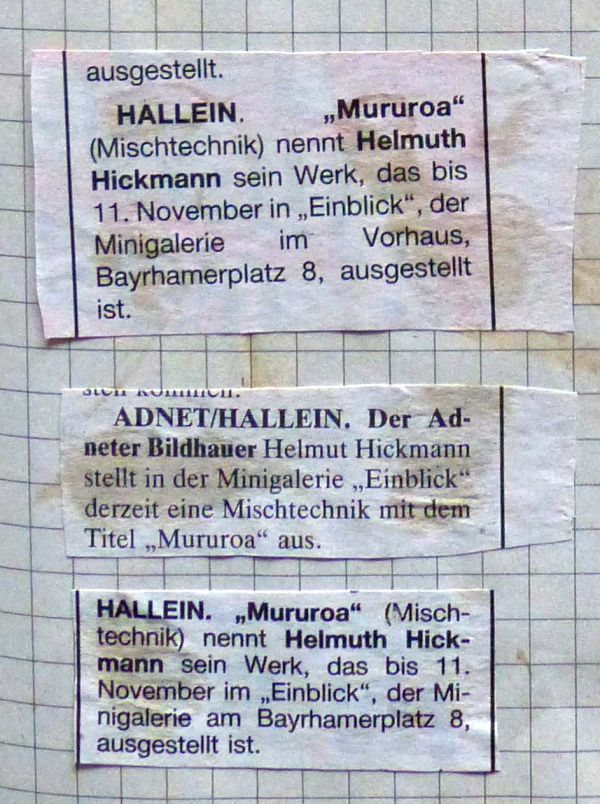 ausgestellt.
HALLEIN. „Mururoa“
(Mischtechnik) nennt Helmuth
Hickmann sein Werk, das bis
11. November in „Einblick“, der
Minigalerie im Vorhaus,
Bayrhamerplatz 8, ausgestellt
ist.
sten kommen.
ADNET/HALLEIN. Der Ad-
neter Bildhauer Helmut Hickmann
stellt in der Minigalerie „Einblick“
derzeit eine Mischtechnik mit dem
Titel „Mururoa“ aus.
HALLEIN. „Mururoa“ (Misch-
technik) nennt Helmuth Hick-
mann sein Werk, das bis 11.
November im „Einblick“, der Mi-
nigalerie am Bayrhamerplatz 8,
ausgestellt ist.